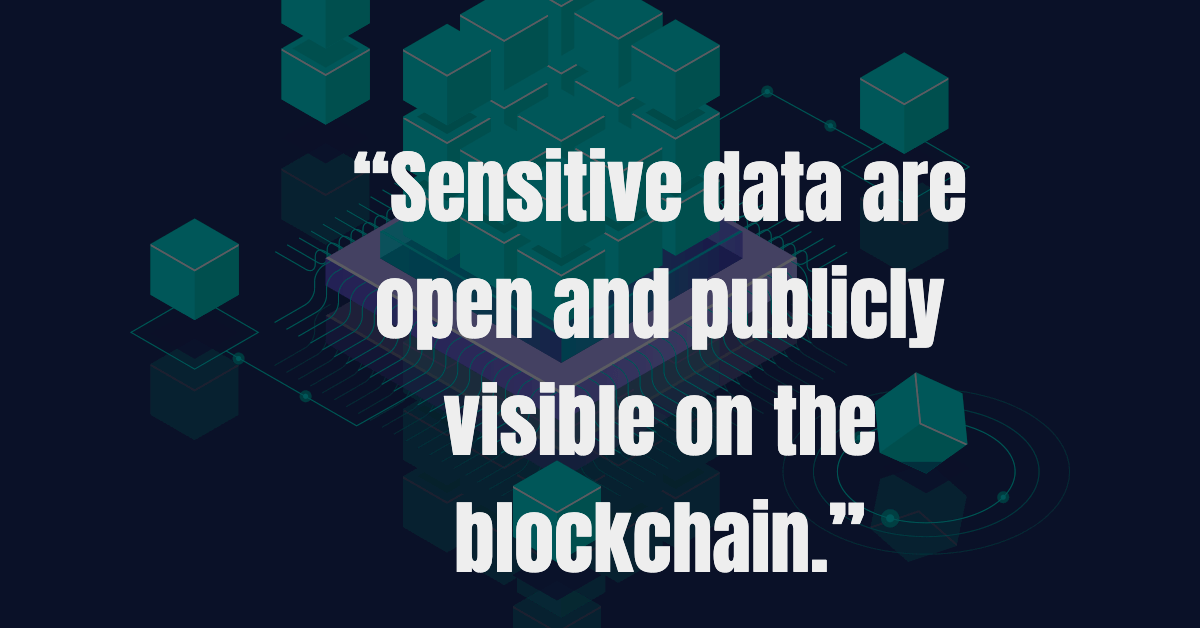 “Sensitive data are
open and publicly
visible on the
blockchain.”